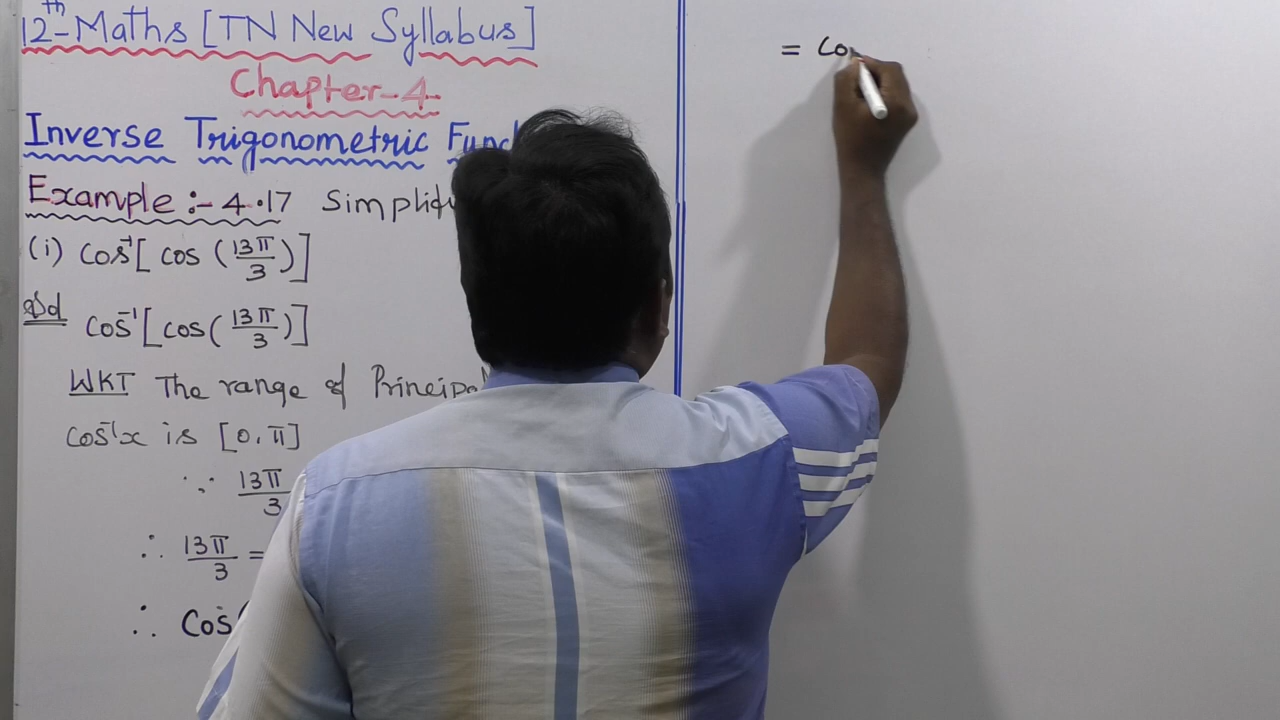 12th-Maths [TN New Syllabus]
Chapter-4
Inverse Trigonometric
Example :- 4.17 Simplify
(i) Cos⁻¹[cos (13π/3)]
Sol
Cos⁻¹[cos(13π/3)]
WKT The range of Principal
Cos⁻¹x is [0, π]
∵ 13π/3
∴ 13π/3 =
∴ Cos
= Co